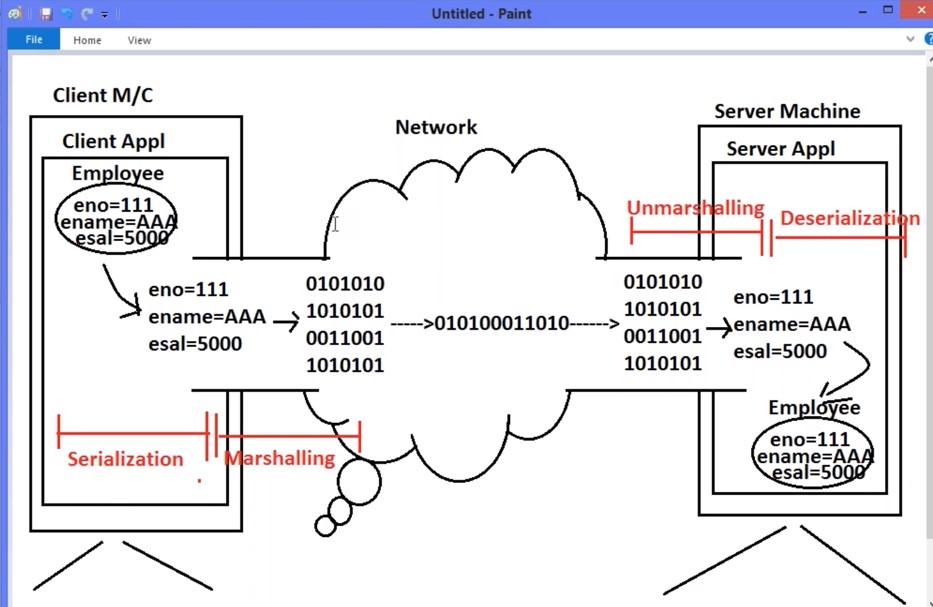 Untitled - Paint
File Home View
Client M/C
Client Appl
Employee
eno=111
ename=AAA
esal=5000
eno=111
ename=AAA
esal=5000
Serialization
Marshalling
Network
0101010
1010101
0011001
1010101
----->010100011010------>
Server Machine
Server Appl
Unmarshalling
Deserialization
0101010
1010101
0011001
1010101
eno=111
ename=AAA
esal=5000
Employee
eno=111
ename=AAA
esal=5000